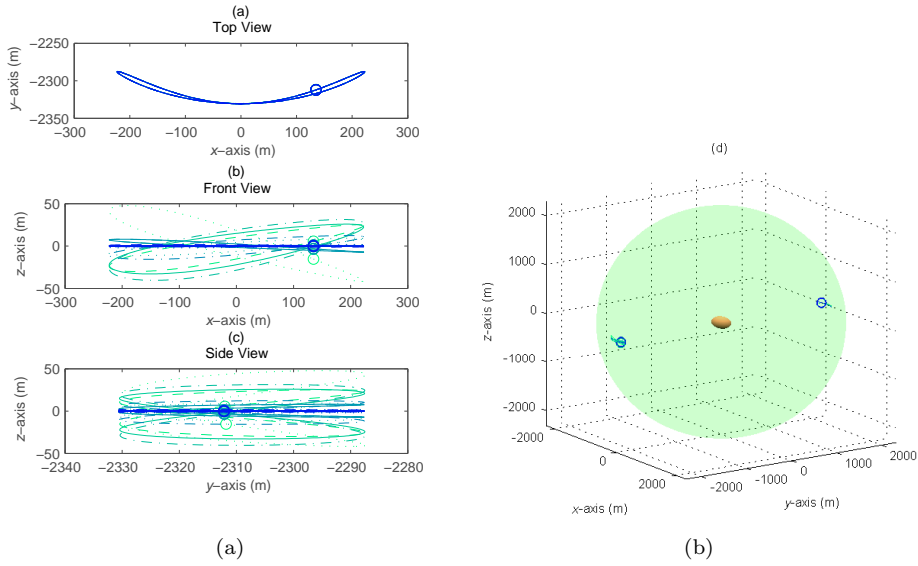 (a)
Top View
−2250
−2300
−2350
y−axis (m)
−300 −200 −100 0 100 200 300
x−axis (m)
(b)
Front View
50
0
−50
z−axis (m)
−200 −100 0 100 200
x−axis (m)
(c)
Side View
50
0
−50
z−axis (m)
−2340 −2330 −2320 −2310 −2300 −2290 −2280
y−axis (m)
(a)
(d)
2000
1000
0
-1000
-2000
z-axis (m)
-2000 0 2000
x-axis (m)
-2000 -1000 0 1000 2000
y-axis (m)
(b)